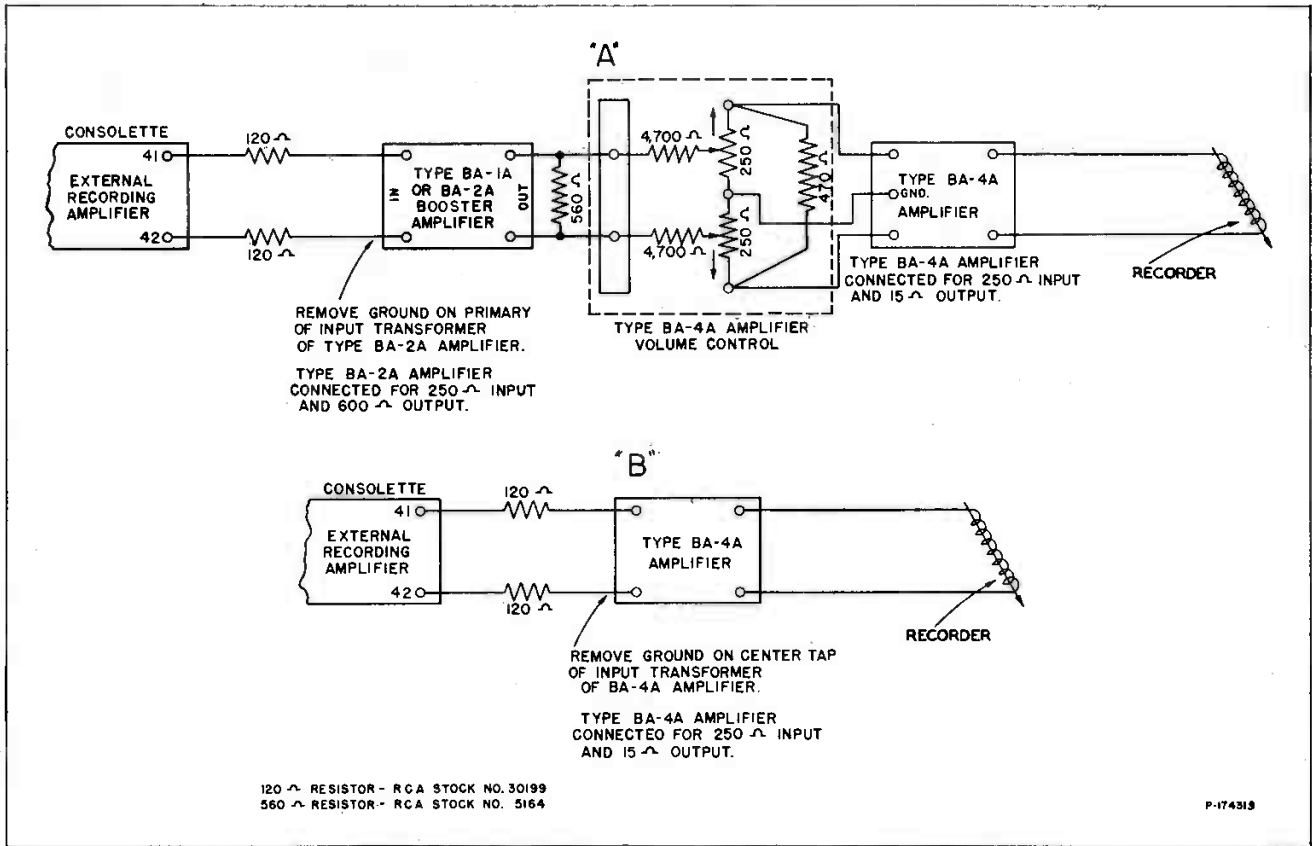 "A"
CONSOLETTE
41
EXTERNAL
RECORDING
AMPLIFIER
42
120 Ω
120 Ω
IN
TYPE BA-1A
OR BA-2A
BOOSTER
AMPLIFIER
OUT
560 Ω
4,700 Ω
4,700 Ω
250 Ω
250 Ω
470 Ω
TYPE BA-4A
GND.
AMPLIFIER
RECORDER
REMOVE GROUND ON PRIMARY
OF INPUT TRANSFORMER
OF TYPE BA-2A AMPLIFIER.
TYPE BA-2A AMPLIFIER
CONNECTED FOR 250 Ω INPUT
AND 600 Ω OUTPUT.
TYPE BA-4A AMPLIFIER
VOLUME CONTROL
TYPE BA-4A AMPLIFIER
CONNECTED FOR 250 Ω INPUT
AND 15 Ω OUTPUT.
"B"
CONSOLETTE
41
EXTERNAL
RECORDING
AMPLIFIER
42
120 Ω
120 Ω
TYPE BA-4A
AMPLIFIER
RECORDER
REMOVE GROUND ON CENTER TAP
OF INPUT TRANSFORMER
OF BA-4A AMPLIFIER.
TYPE BA-4A AMPLIFIER
CONNECTED FOR 250 Ω INPUT
AND 15 Ω OUTPUT.
120 Ω RESISTOR - RCA STOCK NO. 30199
560 Ω RESISTOR - RCA STOCK NO. 5164
P-174319